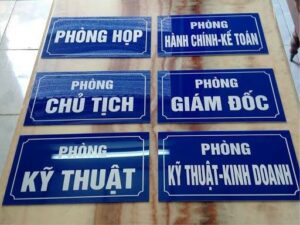 PHÒNG HỌP
PHÒNG
HÀNH CHÍNH-KẾ TOÁN
PHÒNG
CHỦ TỊCH
PHÒNG
GIÁM ĐỐC
PHÒNG
KỸ THUẬT
PHÒNG
KỸ THUẬT-KINH DOANH